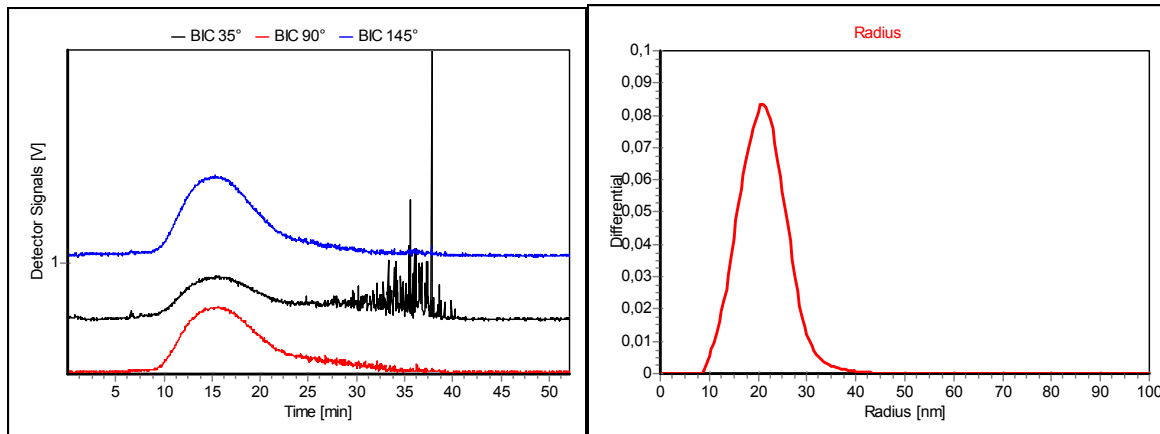 BIC 35° BIC 90° BIC 145°
Detector Signals [V]
1
5 10 15 20 25 30 35 40 45 50
Time [min]
Radius
Differential
0,1
0,09
0,08
0,07
0,06
0,05
0,04
0,03
0,02
0,01
0
0 10 20 30 40 50 60 70 80 90 100
Radius [nm]